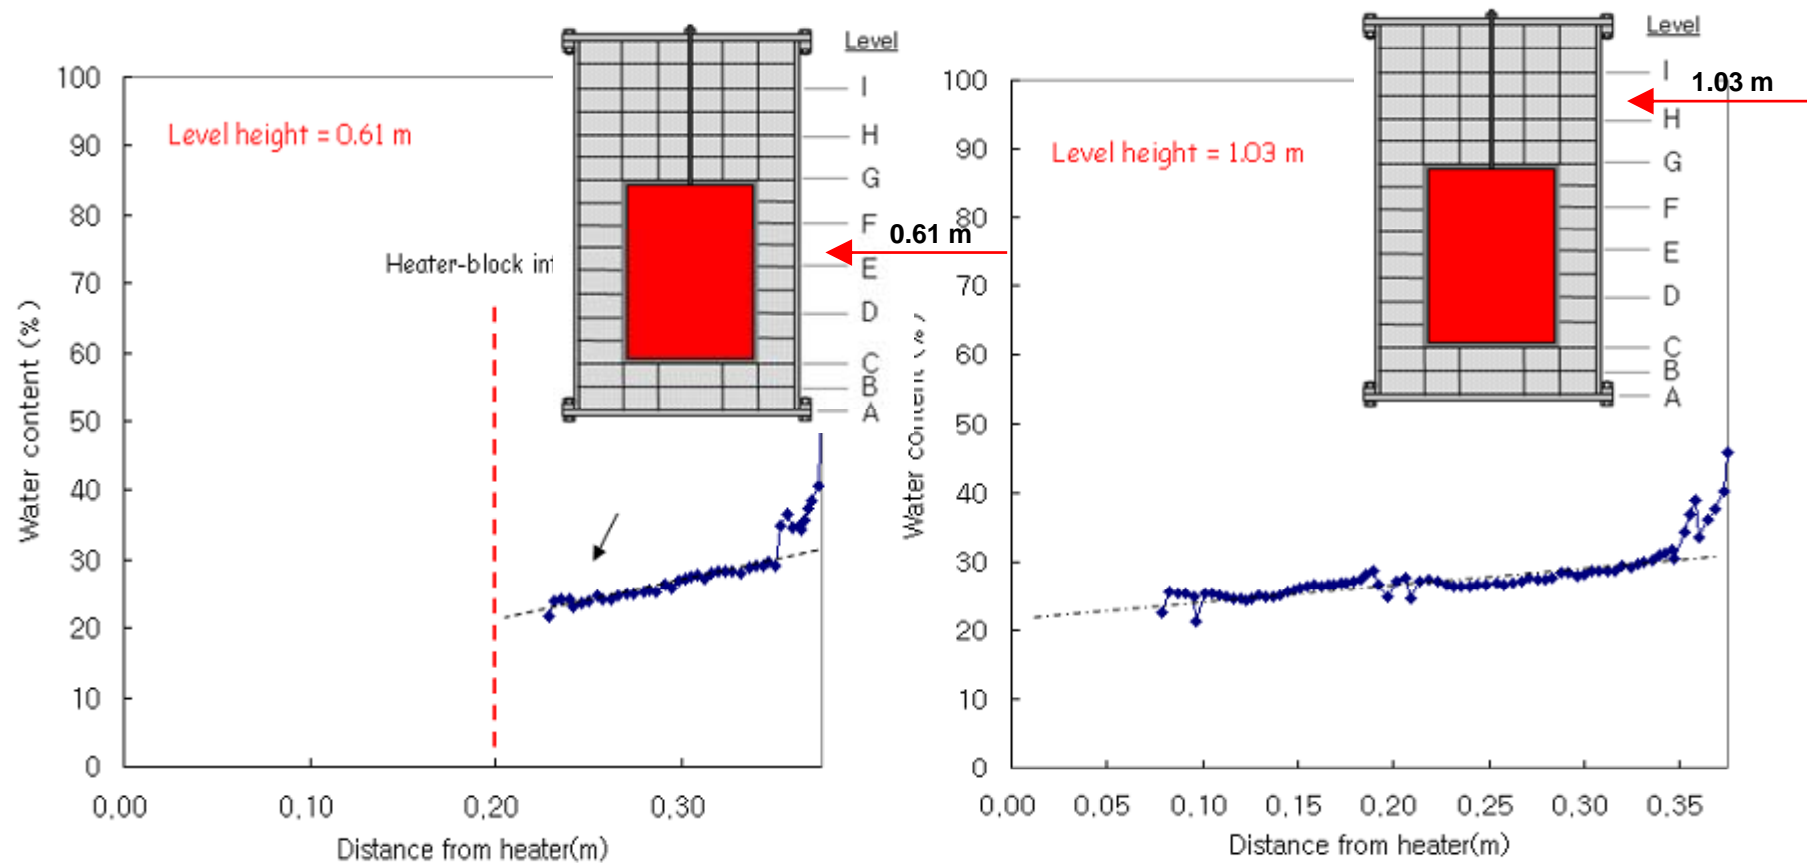 Level
I
H
G
F
E
D
C
B
A
0.61 m
100
90
80
70
60
50
40
30
20
10
0
Level height = 0.61 m
Heater-block int
Water content (%)
0,00
0,10
0,20
0,30
Distance from heater(m)
Level
I
H
G
F
E
D
C
B
A
1.03 m
100
90
80
70
60
50
40
30
20
10
0
Level height = 1.03 m
Water content (%)
0,00
0,05
0,10
0,15
0,20
0,25
0,30
0,35
Distance from heater(m)